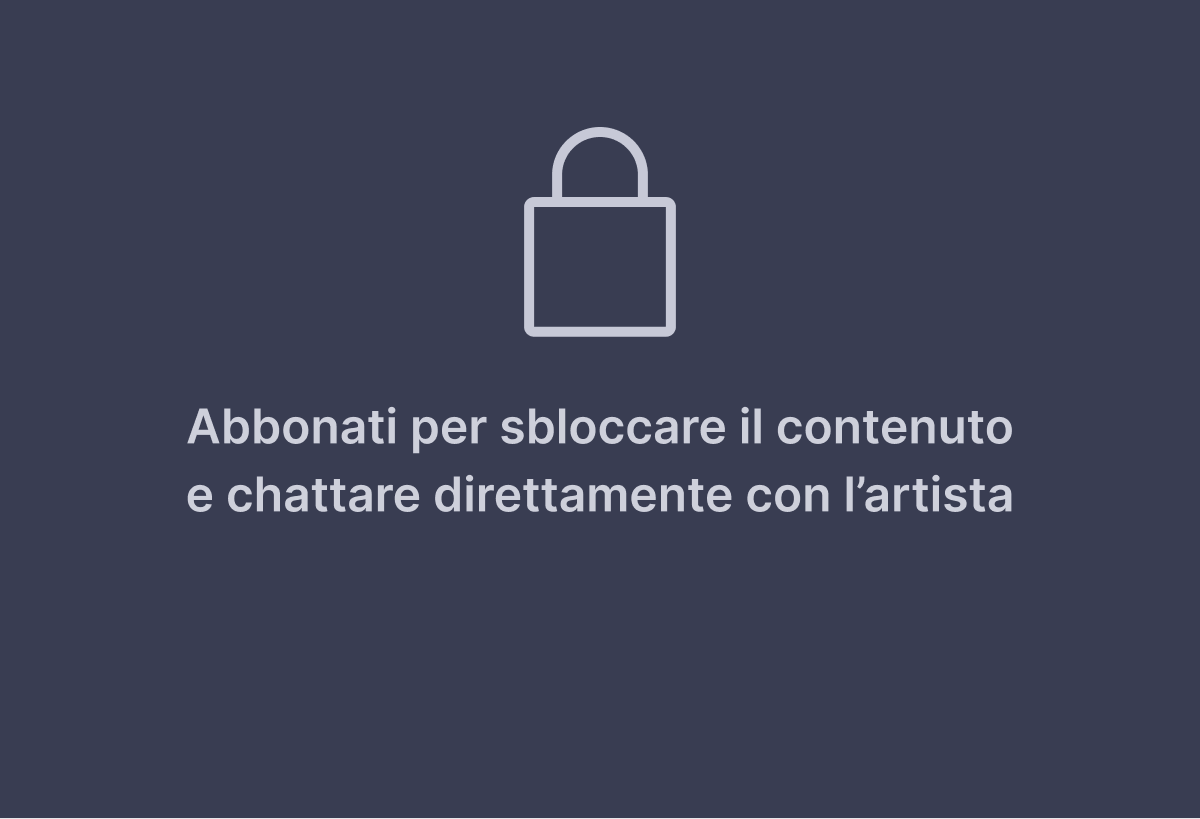 Abbonati per sbloccare il contenuto
e chattare direttamente con l’artista